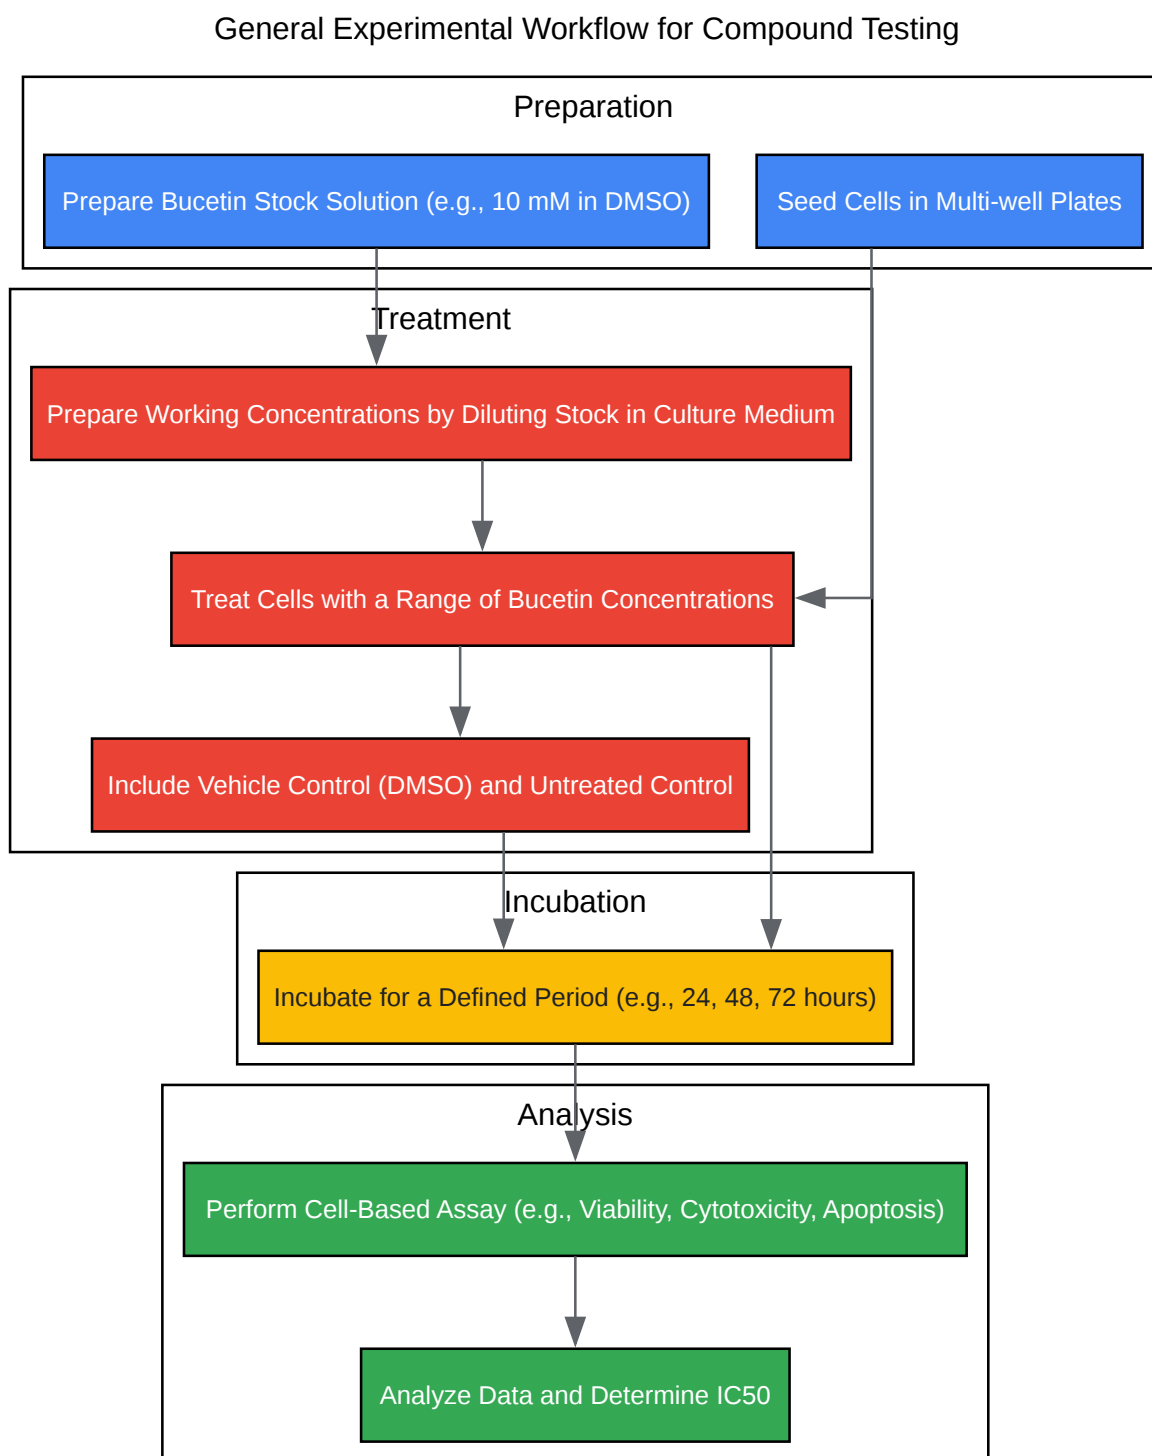 General Experimental Workflow for Compound Testing
Preparation
Prepare Bucetin Stock Solution (e.g., 10 mM in DMSO)
Seed Cells in Multi-well Plates
Treatment
Prepare Working Concentrations by Diluting Stock in Culture Medium
Treat Cells with a Range of Bucetin Concentrations
Include Vehicle Control (DMSO) and Untreated Control
Incubation
Incubate for a Defined Period (e.g., 24, 48, 72 hours)
Analysis
Perform Cell-Based Assay (e.g., Viability, Cytotoxicity, Apoptosis)
Analyze Data and Determine IC50